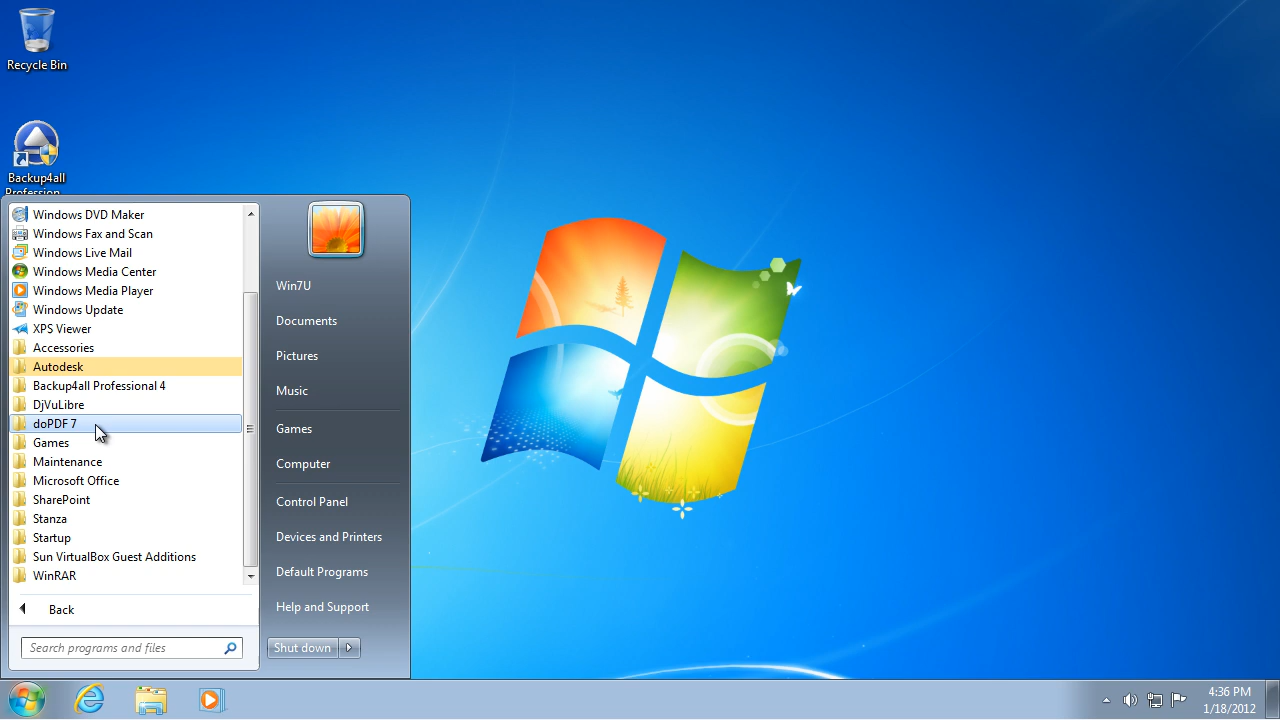 Recycle Bin
Backup4all
Profession...
Windows DVD Maker
Windows Fax and Scan
Windows Live Mail
Windows Media Center
Windows Media Player
Windows Update
XPS Viewer
Accessories
Autodesk
Backup4all Professional 4
DjVuLibre
doPDF 7
Games
Maintenance
Microsoft Office
SharePoint
Stanza
Startup
Sun VirtualBox Guest Additions
WinRAR
Back
Search programs and files
Win7U
Documents
Pictures
Music
Games
Computer
Control Panel
Devices and Printers
Default Programs
Help and Support
Shut down
4:36 PM
1/18/2012